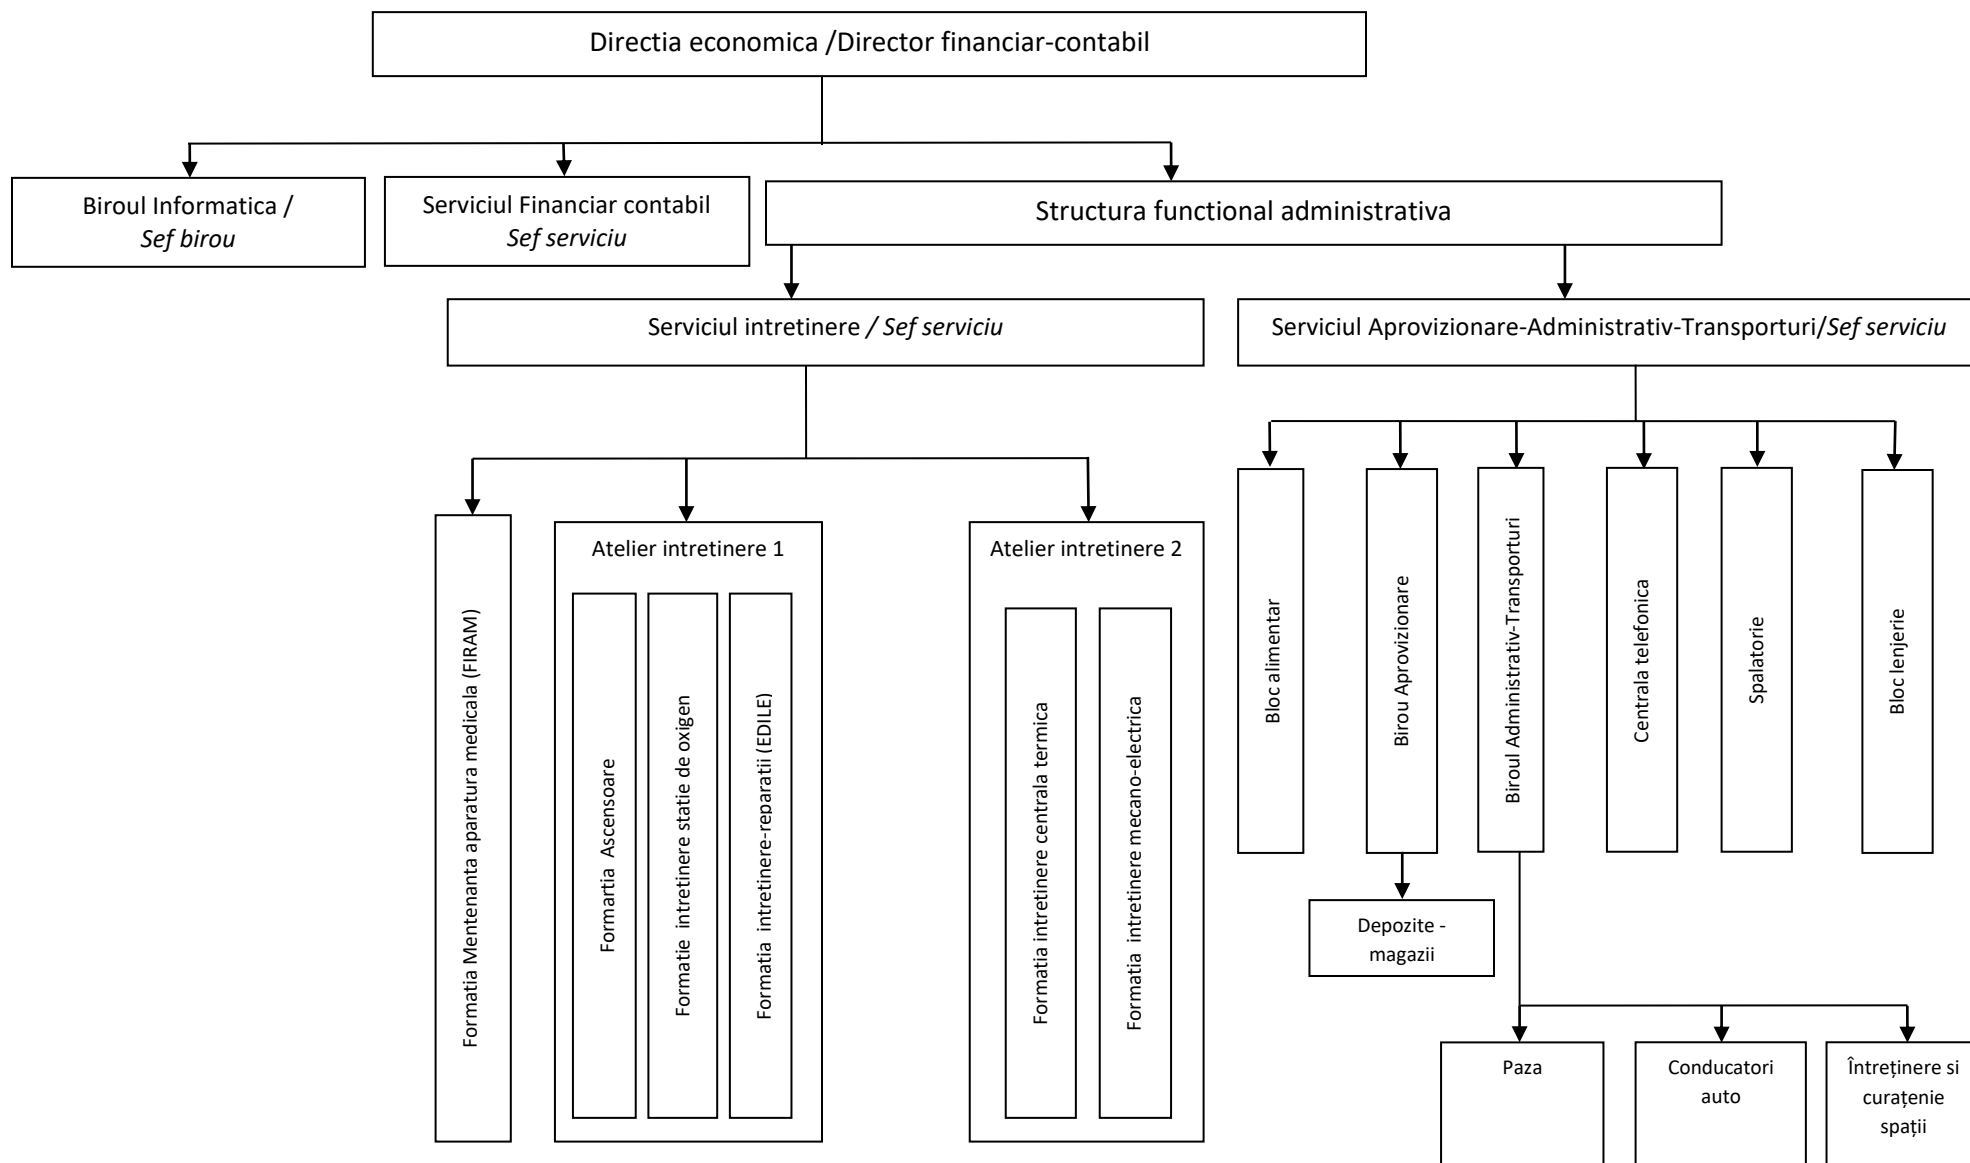 Directia economica /Director financiar-contabil
Biroul Informatica /
Sef birou
Serviciul Financiar contabil
Sef serviciu
Structura functional administrativa
Serviciul intretinere / Sef serviciu
Serviciul Aprovizionare-Administrativ-Transporturi/Sef serviciu
Formatia Mentenanta aparatura medicala (FIRAM)
Atelier intretinere 1
Formartia  Ascensoare
Formatie intretinere statie de oxigen
Formatia  intretinere-reparatii (EDILE)
Atelier intretinere 2
Formatia intretinere centrala termica
Formatia  intretinere mecano-electrica
Bloc alimentar
Birou Aprovizionare
Biroul Administrativ-Transporturi
Centrala telefonica
Spalatorie
Bloc lenjerie
Depozite -
magazii
Paza
Conducatori
auto
Întreținere si
curațenie
spații